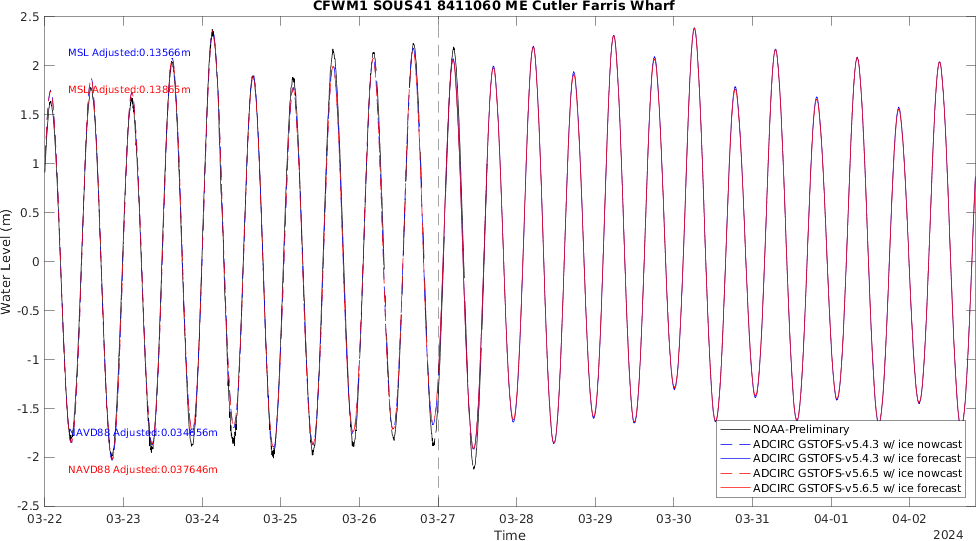 CFWM1 SOUS41 8411060 ME Cutler Farris Wharf
2.5
2
1.5
1
0.5
0
-0.5
-1
-1.5
-2
-2.5
Water Level (m)
MSL Adjusted:0.13566m
MSL Adjusted:0.13865m
NAVD88 Adjusted:0.034656m
NAVD88 Adjusted:0.037646m
NOAA-Preliminary
ADCIRC GSTOFS-v5.4.3 w/ ice nowcast
ADCIRC GSTOFS-v5.4.3 w/ ice forecast
ADCIRC GSTOFS-v5.6.5 w/ ice nowcast
ADCIRC GSTOFS-v5.6.5 w/ ice forecast
03-22 03-23 03-24 03-25 03-26 03-27 03-28 03-29 03-30 03-31 04-01 04-02
Time
2024